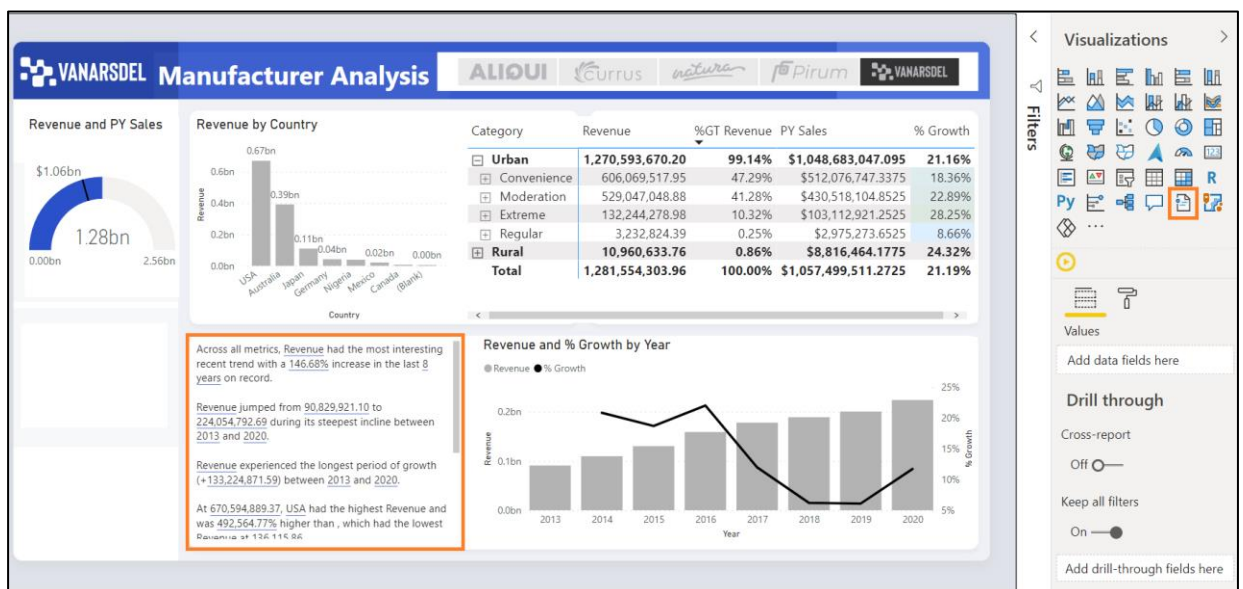 VANARSDEL Manufacturer Analysis
ALIQUI Currus natura Pirum VANARSDEL
Revenue and PY Sales
$1.06bn
1.28bn
0.00bn 2.56bn
Revenue by Country
0.67bn
0.6bn
0.39bn
0.4bn
0.2bn
0.11bn
0.04bn 0.02bn 0.00bn
0.0bn
Revenue
USA Australia Japan Germany Nigeria Mexico Canada (Blank)
Country
Category Revenue %GT Revenue PY Sales % Growth
Urban 1,270,593,670.20 99.14% $1,048,683,047.095 21.16%
Convenience 606,069,517.95 47.29% $512,076,747.3375 18.36%
Moderation 529,047,048.88 41.28% $430,518,104.8525 22.89%
Extreme 132,244,278.98 10.32% $103,112,921.2525 28.25%
Regular 3,232,824.39 0.25% $2,975,273.6525 8.66%
Rural 10,960,633.76 0.86% $8,816,464.1775 24.32%
Total 1,281,554,303.96 100.00% $1,057,499,511.2725 21.19%
Across all metrics, Revenue had the most interesting
recent trend with a 146.68% increase in the last 8
years on record.
Revenue jumped from 90,829,921.10 to
224,054,792.69 during its steepest incline between
2013 and 2020.
Revenue experienced the longest period of growth
(+133,224,871.59) between 2013 and 2020.
At 670,594,889.37, USA had the highest Revenue and
was 492,564.77% higher than , which had the lowest
Revenue at 136,115.86.
Revenue and % Growth by Year
Revenue % Growth
25%
0.2bn 20%
15%
0.1bn
10%
0.0bn 5%
Revenue
% Growth
2013 2014 2015 2016 2017 2018 2019 2020
Year
Filters
Visualizations
123
R
Py
Values
Add data fields here
Drill through
Cross-report
Off
Keep all filters
On
Add drill-through fields here